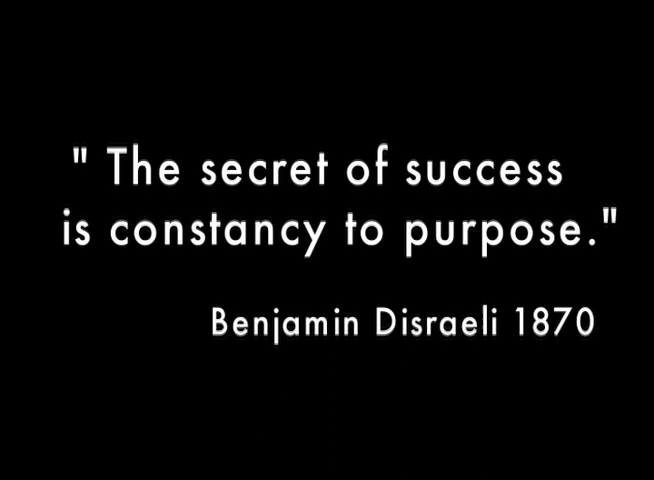 " The secret of success
is constancy to purpose."
Benjamin Disraeli 1870